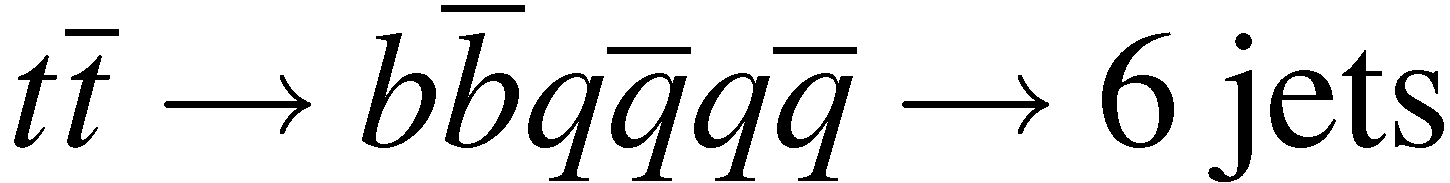 tt̅ ⟶ bb̅qq̅qq̅ ⟶ 6 jets